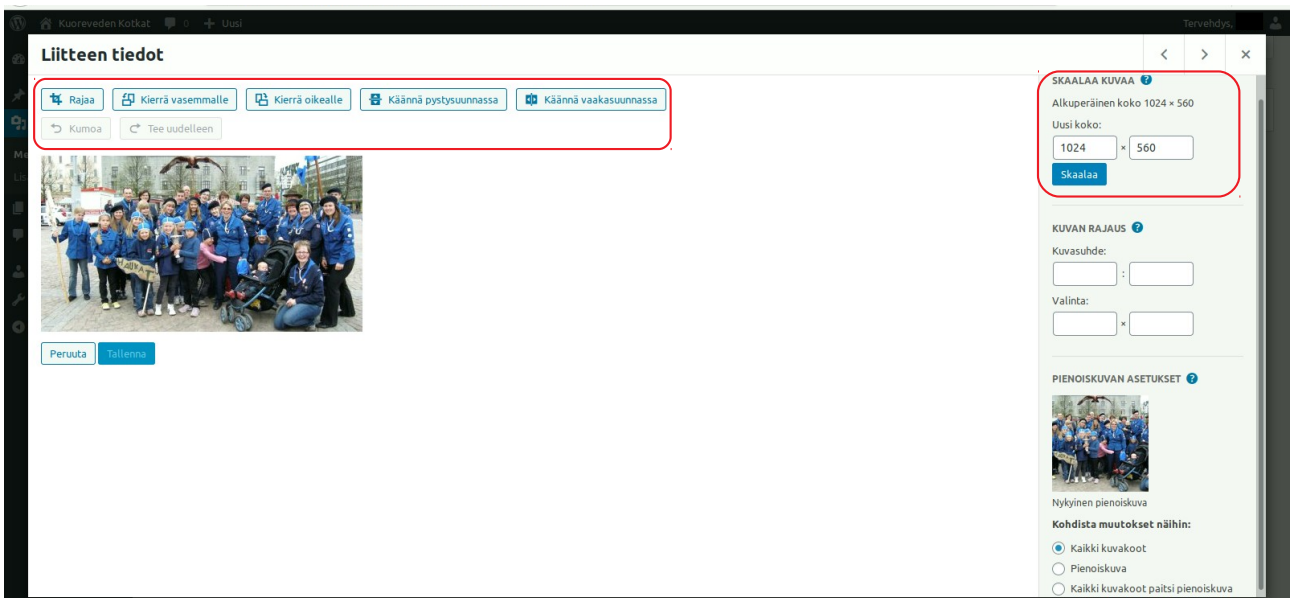 Kuoreveden Kotkat 0 + Uusi
Tervehdys,
Liitteen tiedot
Rajaa Kierrä vasemmalle Kierrä oikealle Käännä pystysuunnassa Käännä vaakasuunnassa
Kumoa Tee uudelleen
HAUKAT
Peruuta Tallenna
SKAALAA KUVAA ?
Alkuperäinen koko 1024 × 560
Uusi koko:
1024 × 560
Skaalaa
KUVAN RAJAUS ?
Kuvasuhde:
:
Valinta:
×
PIENOISKUVAN ASETUKSET ?
Nykyinen pienoiskuva
Kohdista muutokset näihin:
Kaikki kuvakoot
Pienoiskuva
Kaikki kuvakoot paitsi pienoiskuva